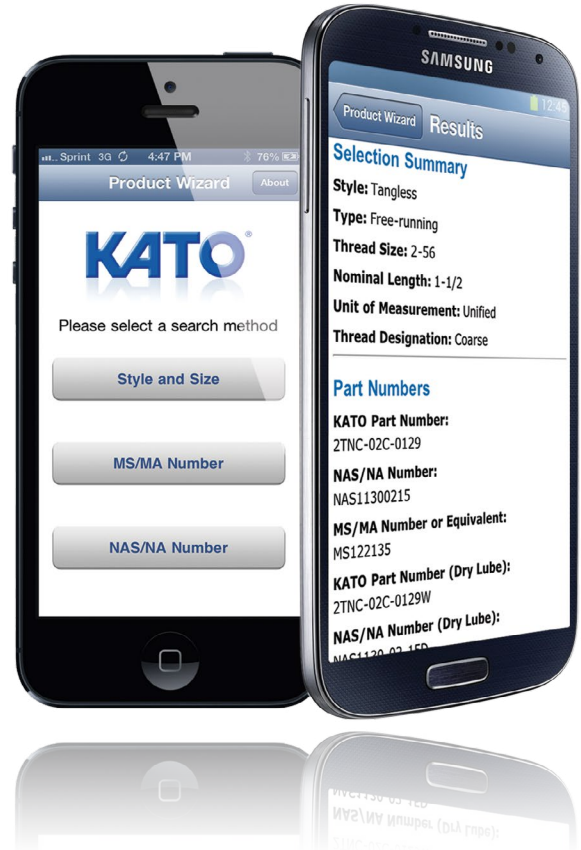 Sprint 3G 4:47 PM 76%
Product Wizard About
KATO®
Please select a search method
Style and Size
MS/MA Number
NAS/NA Number
SAMSUNG
12:45
Product Wizard Results
Selection Summary
Style: Tangless
Type: Free-running
Thread Size: 2-56
Nominal Length: 1-1/2
Unit of Measurement: Unified
Thread Designation: Coarse
Part Numbers
KATO Part Number:
2TNC-02C-0129
NAS/NA Number:
NAS11300215
MS/MA Number or Equivalent:
MS122135
KATO Part Number (Dry Lube):
2TNC-02C-0129W
NAS/NA Number (Dry Lube):
NAS1130-02-15D